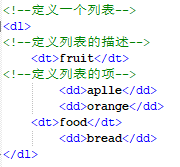 <!--定义一个列表-->
<dl>
<!--定义列表的描述-->
<dt>fruit</dt>
<!--定义列表的项-->
<dd>aplle</dd>
<dd>orange</dd>
<dt>food</dt>
<dd>bread</dd>
</dl>